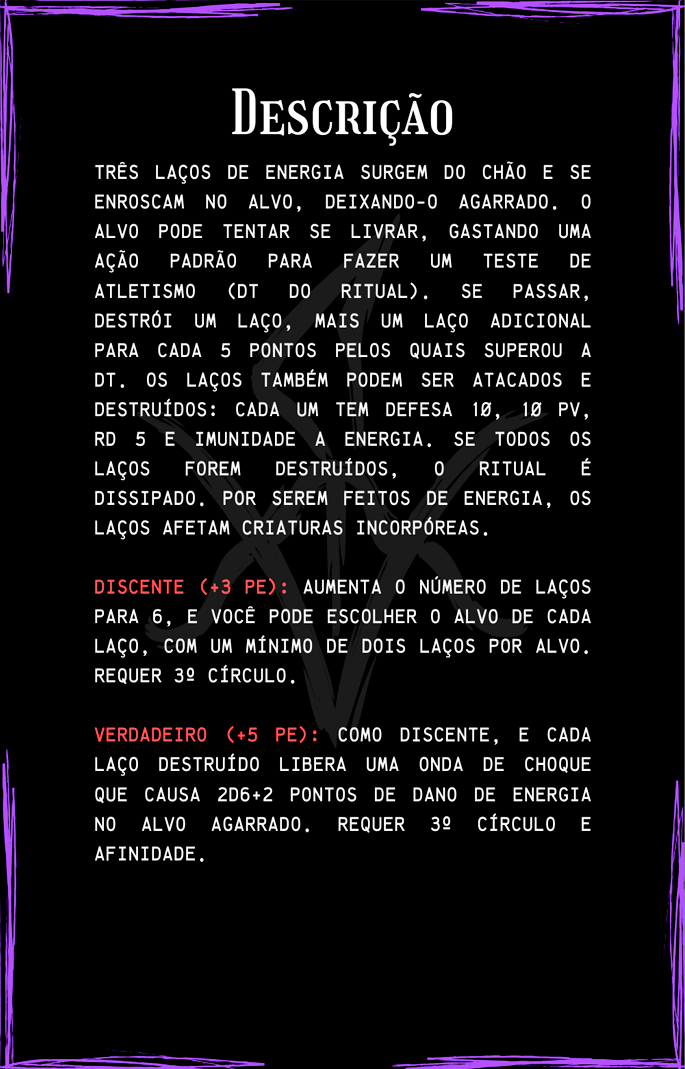 Descrição
TRÊS LAÇOS DE ENERGIA SURGEM DO CHÃO E SE
ENROSCAM NO ALVO, DEIXANDO-O AGARRADO. O
ALVO PODE TENTAR SE LIVRAR, GASTANDO UMA
AÇÃO PADRÃO PARA FAZER UM TESTE DE
ATLETISMO (DT DO RITUAL). SE PASSAR,
DESTRÓI UM LAÇO, MAIS UM LAÇO ADICIONAL
PARA CADA 5 PONTOS PELOS QUAIS SUPEROU A
DT. OS LAÇOS TAMBÉM PODEM SER ATACADOS E
DESTRUÍDOS: CADA UM TEM DEFESA 10, 10 PV,
RD 5 E IMUNIDADE A ENERGIA. SE TODOS OS
LAÇOS FOREM DESTRUÍDOS, O RITUAL É
DISSIPADO. POR SEREM FEITOS DE ENERGIA, OS
LAÇOS AFETAM CRIATURAS INCORPÓREAS.
DISCENTE (+3 PE): AUMENTA O NÚMERO DE LAÇOS
PARA 6, E VOCÊ PODE ESCOLHER O ALVO DE CADA
LAÇO, COM UM MÍNIMO DE DOIS LAÇOS POR ALVO.
REQUER 3º CÍRCULO.
VERDADEIRO (+5 PE): COMO DISCENTE, E CADA
LAÇO DESTRUÍDO LIBERA UMA ONDA DE CHOQUE
QUE CAUSA 2D6+2 PONTOS DE DANO DE ENERGIA
NO ALVO AGARRADO. REQUER 3º CÍRCULO E
AFINIDADE.